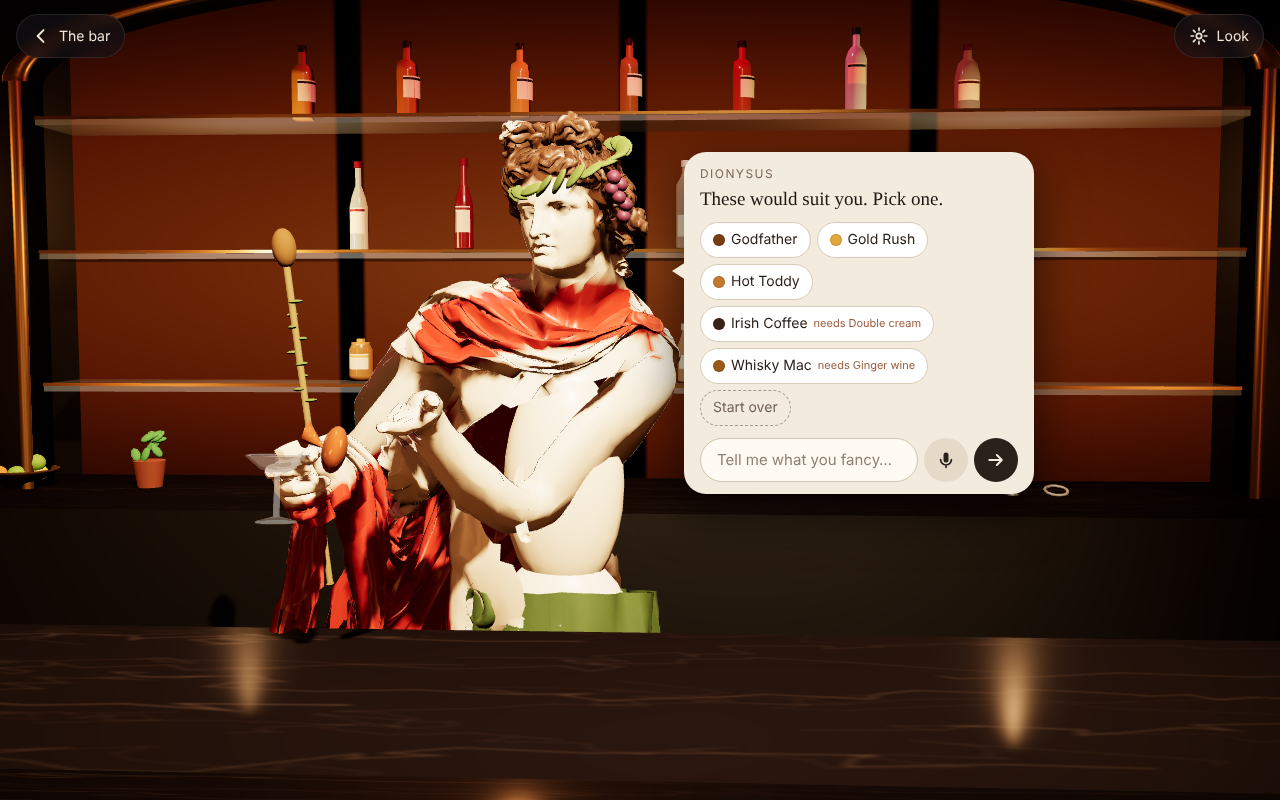 The bar
Look
DIONYSUS
These would suit you. Pick one.
Godfather
Gold Rush
Hot Toddy
Irish Coffee needs Double cream
Whisky Mac needs Ginger wine
Start over
Tell me what you fancy...